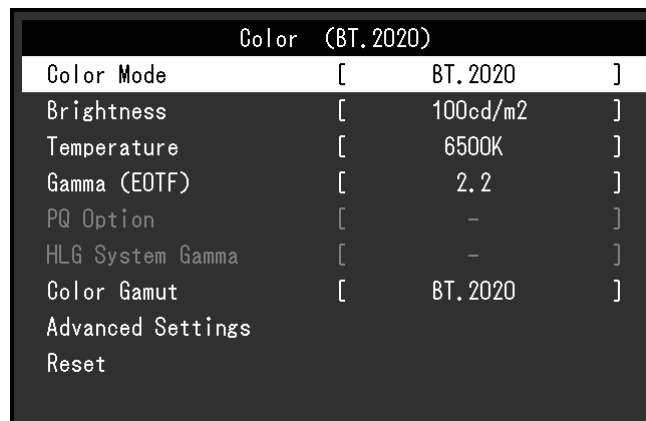 Color (BT.2020)
Color Mode [ BT.2020 ]
Brightness [ 100cd/m2 ]
Temperature [ 6500K ]
Gamma (EOTF) [ 2.2 ]
PQ Option [ - ]
HLG System Gamma [ - ]
Color Gamut [ BT.2020 ]
Advanced Settings
Reset